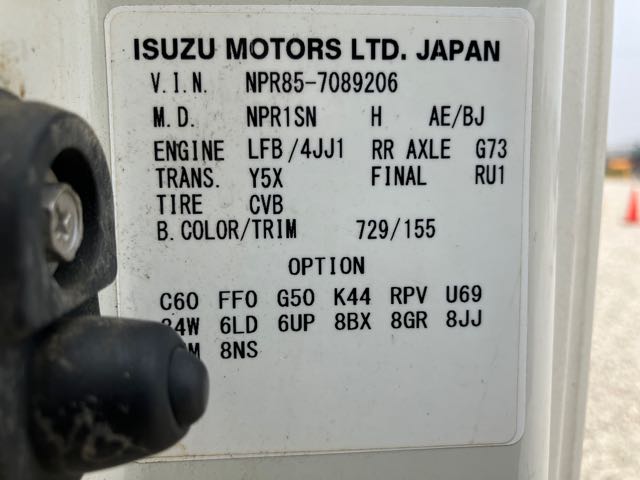 ISUZU MOTORS LTD. JAPAN
V.I.N. NPR85-7089206
M.D. NPR1SN H AE/BJ
ENGINE LFB/4JJ1 RR AXLE G73
TRANS. Y5X FINAL RU1
TIRE CVB
B.COLOR/TRIM 729/155
OPTION
C60 FF0 G50 K44 RPV U69
6LD 6UP 8BX 8GR 8JJ
8NS